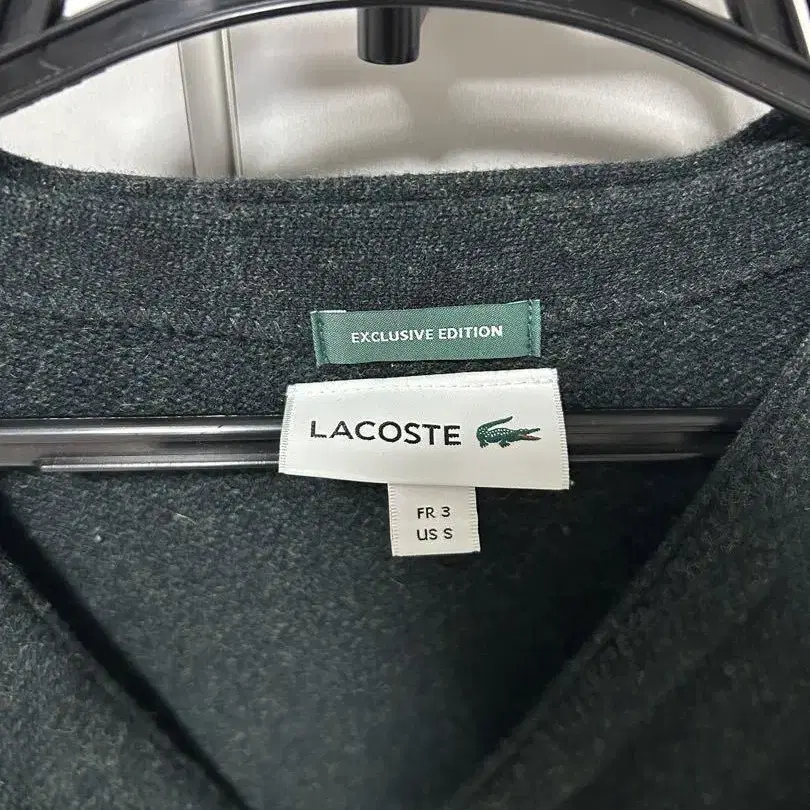 EXCLUSIVE EDITION
LACOSTE
FR 3
US S